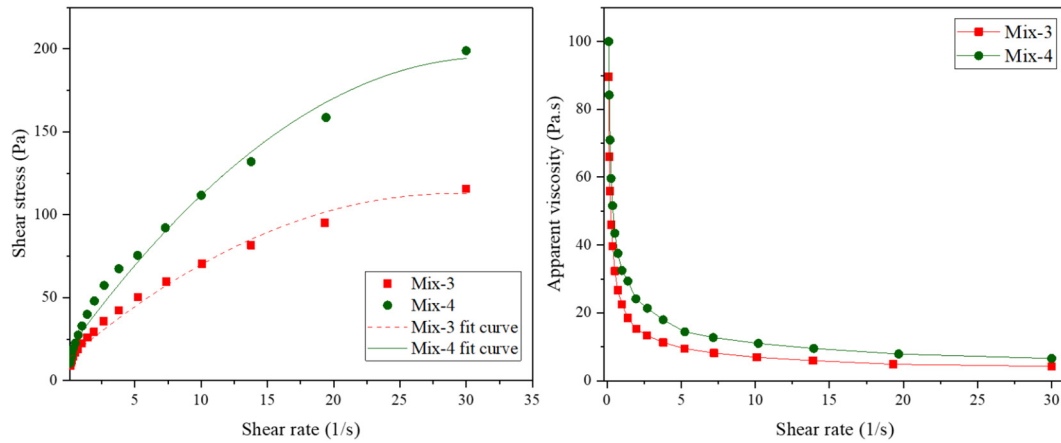 200
150
100
50
0
Shear stress (Pa)
Mix-3
Mix-4
Mix-3 fit curve
Mix-4 fit curve
0 5 10 15 20 25 30 35
Shear rate (1/s)
100
80
60
40
20
0
Apparent viscosity (Pa.s)
Mix-3
Mix-4
0 5 10 15 20 25 30
Shear rate (1/s)